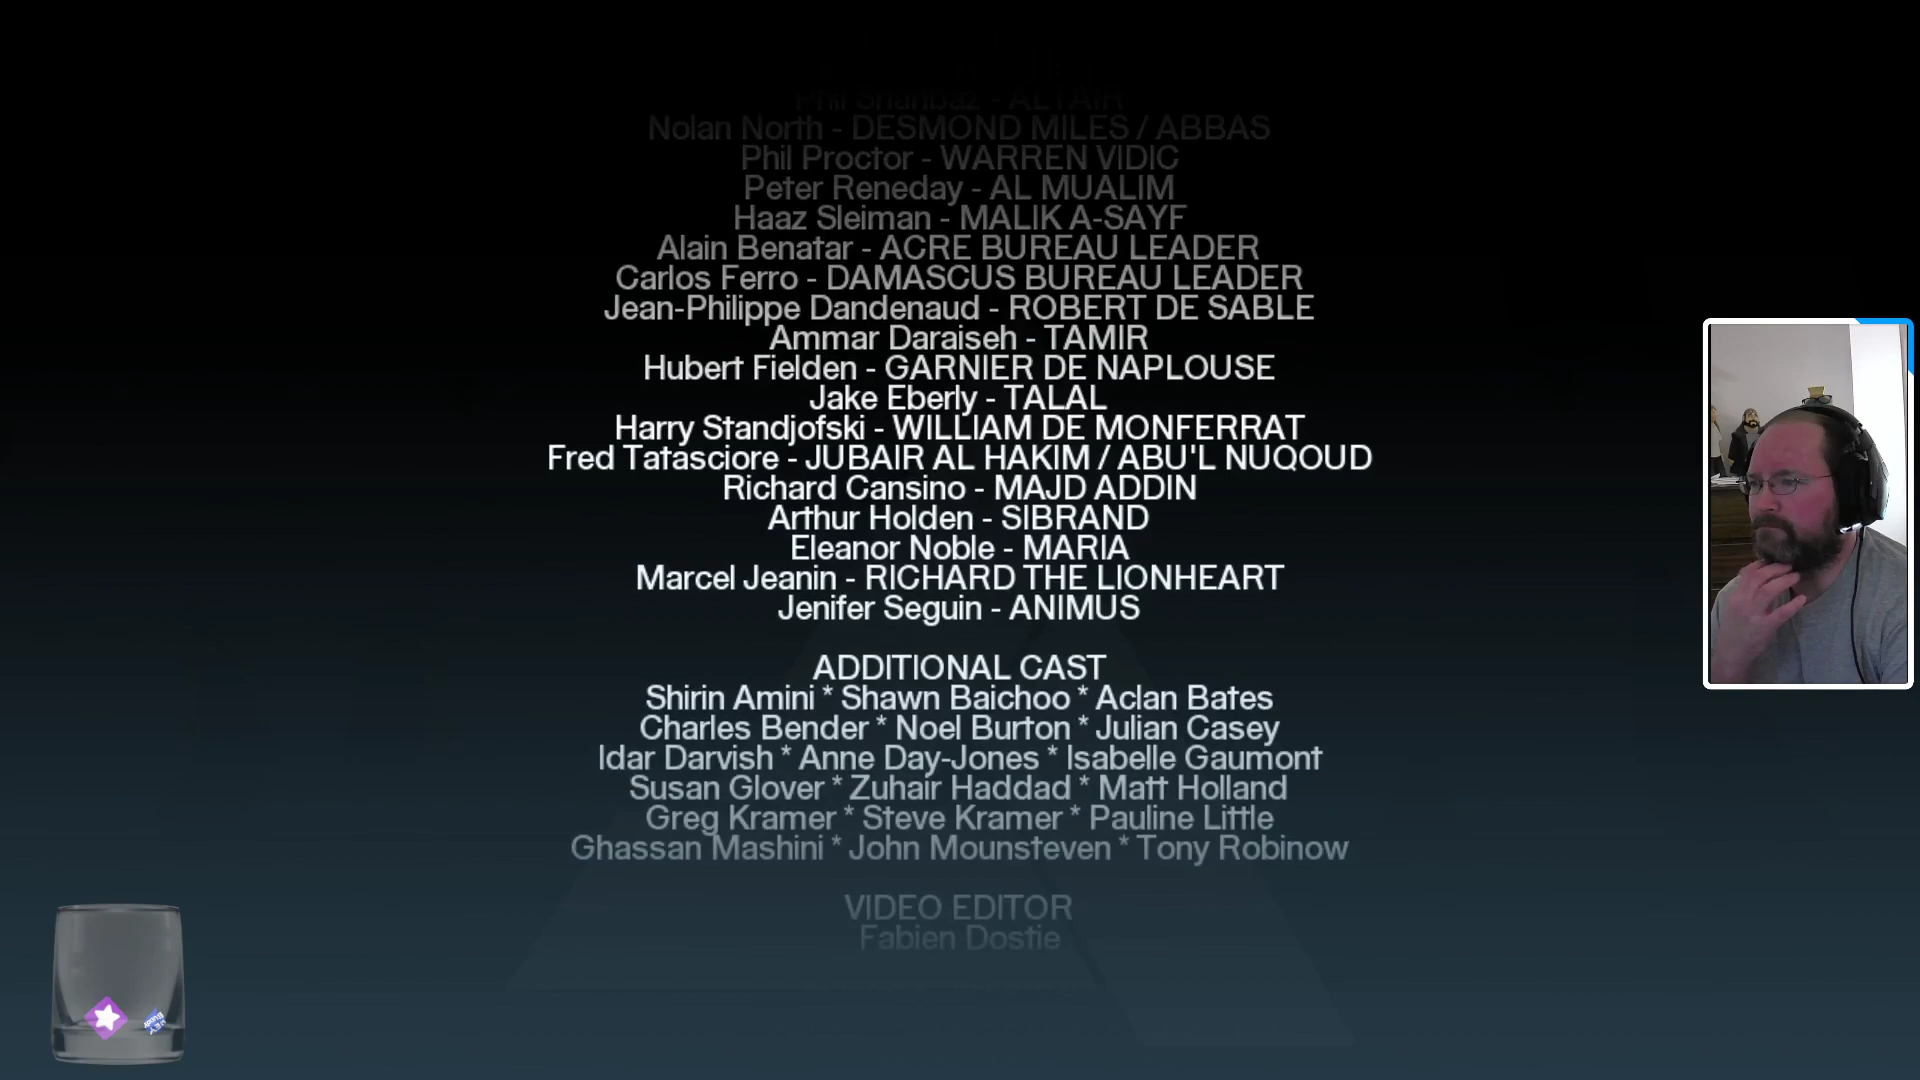 Phil Shahbaz - ALTAIR
Nolan North - DESMOND MILES / ABBAS
Phil Proctor - WARREN VIDIC
Peter Reneday - AL MUALIM
Haaz Sleiman - MALIK A-SAYF
Alain Benatar - ACRE BUREAU LEADER
Carlos Ferro - DAMASCUS BUREAU LEADER
Jean-Philippe Dandenaud - ROBERT DE SABLE
Ammar Daraiseh - TAMIR
Hubert Fielden - GARNIER DE NAPLOUSE
Jake Eberly - TALAL
Harry Standjofski - WILLIAM DE MONFERRAT
Fred Tatasciore - JUBAIR AL HAKIM / ABU'L NUQOUD
Richard Cansino - MAJD ADDIN
Arthur Holden - SIBRAND
Eleanor Noble - MARIA
Marcel Jeanin - RICHARD THE LIONHEART
Jenifer Seguin - ANIMUS
ADDITIONAL CAST
Shirin Amini * Shawn Baichoo * Aclan Bates
Charles Bender * Noel Burton * Julian Casey
Idar Darvish * Anne Day-Jones * Isabelle Gaumont
Susan Glover * Zuhair Haddad * Matt Holland
Greg Kramer * Steve Kramer * Pauline Little
Ghassan Mashini * John Mounsteven * Tony Robinow
VIDEO EDITOR
Fabien Dostie